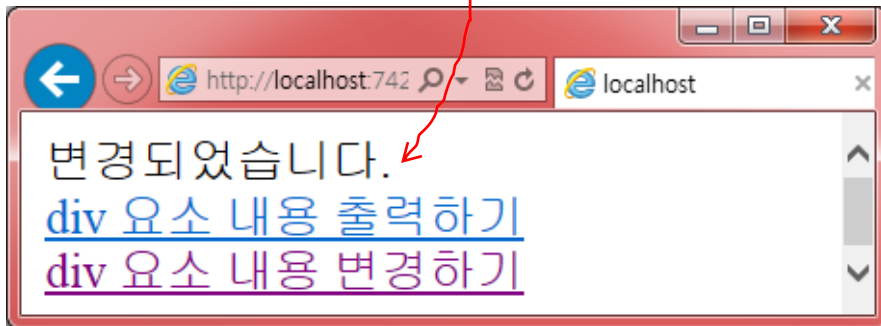 http://localhost:742
localhost
변경되었습니다.
div 요소 내용 출력하기
div 요소 내용 변경하기